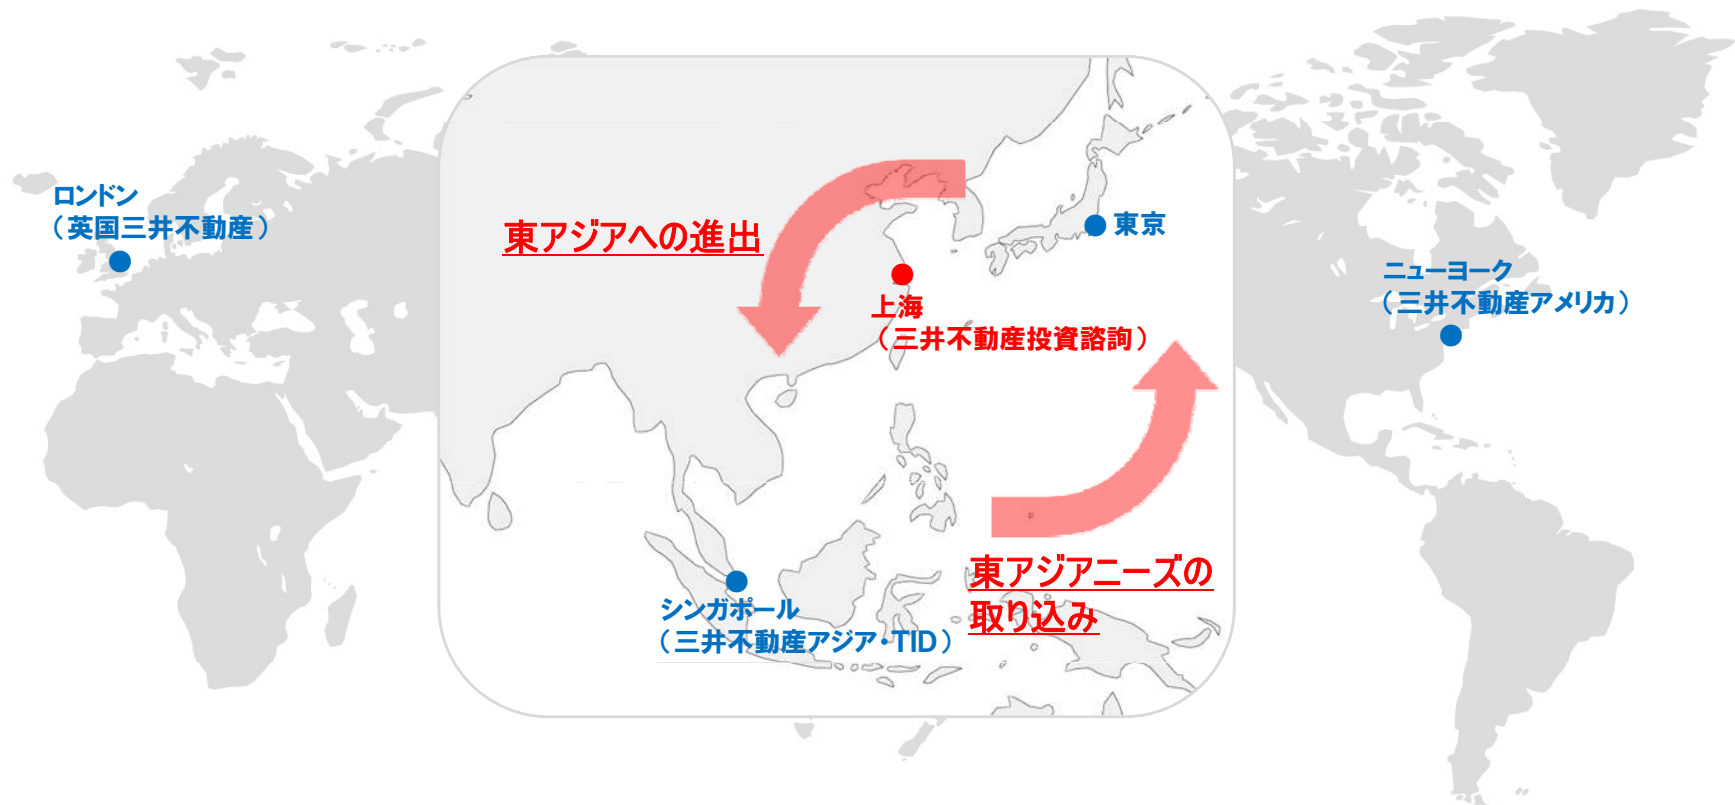 ロンドン
（英国三井不動産）
東アジアへの進出
東京
上海
（三井不動産投資諮詢）
ニューヨーク
（三井不動産アメリカ）
東アジアニーズの
取り込み
シンガポール
（三井不動産アジア・TID）